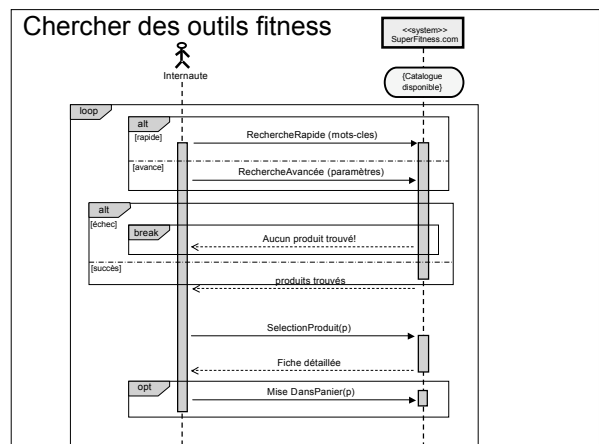 Chercher des outils fitness
<<system>>
SuperFitness.com
Internaute
{Catalogue
disponible}
loop
alt
[rapide]
RechercheRapide (mots-cles)
[avance]
RechercheAvancée (paramètres)
alt
[échec]
break
Aucun produit trouvé!
[succès]
produits trouvés
SelectionProduit(p)
Fiche détaillée
opt
Mise DansPanier(p)